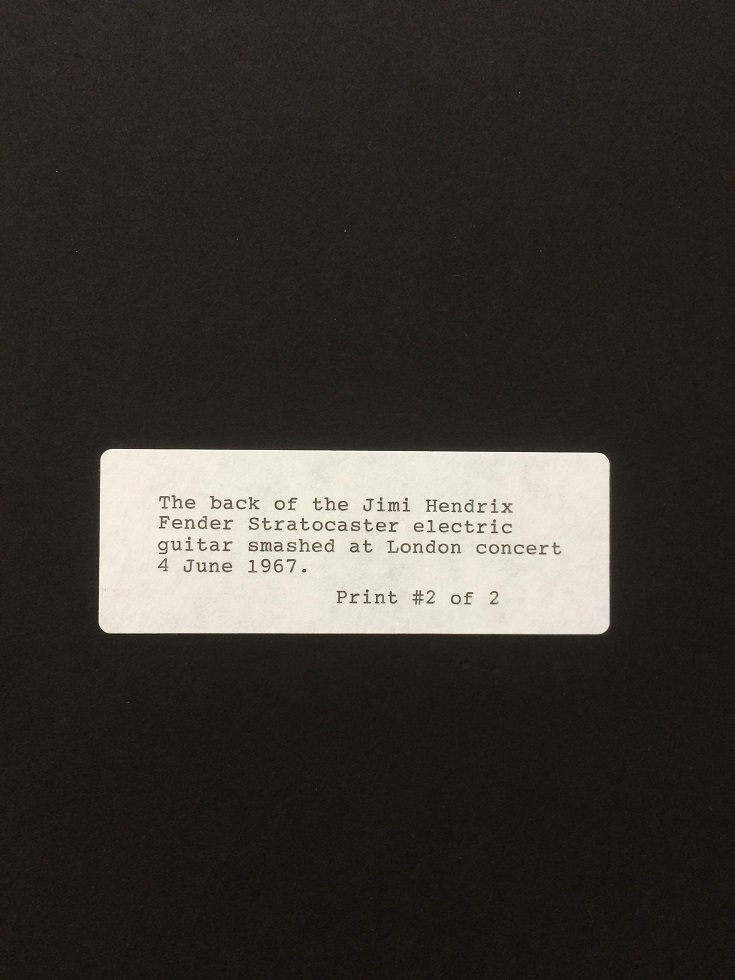 The back of the Jimi Hendrix
Fender Stratocaster electric
guitar smashed at London concert
4 June 1967.
Print #2 of 2